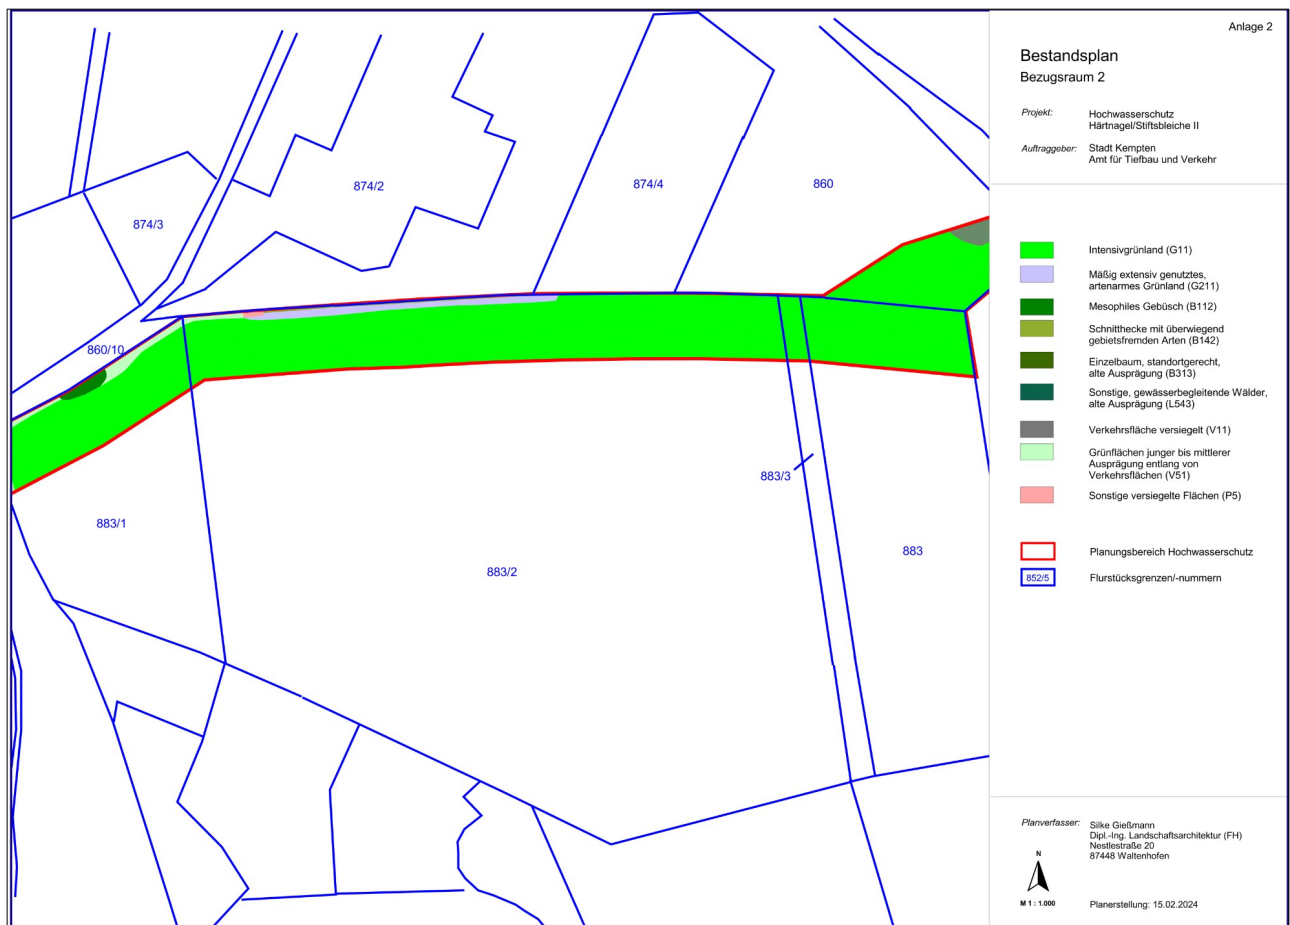 Anlage 2
Bestandsplan
Bezugsraum 2
Projekt: Hochwasserschutz
Härtnagel/Stiftsbleiche II
Auftraggeber: Stadt Kempten
Amt für Tiefbau und Verkehr
874/2
874/4
860
874/3
860/10
883/3
883/1
883
883/2
Intensivgrünland (G11)
Mäßig extensiv genutztes,
artenarmes Grünland (G211)
Mesophiles Gebüsch (B112)
Schnitthecke mit überwiegend
gebietsfremden Arten (B142)
Einzelbaum, standortgerecht,
alte Ausprägung (B313)
Sonstige, gewässerbegleitende Wälder,
alte Ausprägung (L543)
Verkehrsfläche versiegelt (V11)
Grünflächen junger bis mittlerer
Ausprägung entlang von
Verkehrsflächen (V51)
Sonstige versiegelte Flächen (P5)
Planungsbereich Hochwasserschutz
852/5 Flurstücksgrenzen/-nummern
Planverfasser: Silke Gießmann
Dipl.-Ing. Landschaftsarchitektur (FH)
Nestlestraße 20
87448 Waltenhofen
N
M 1 : 1.000
Planerstellung: 15.02.2024